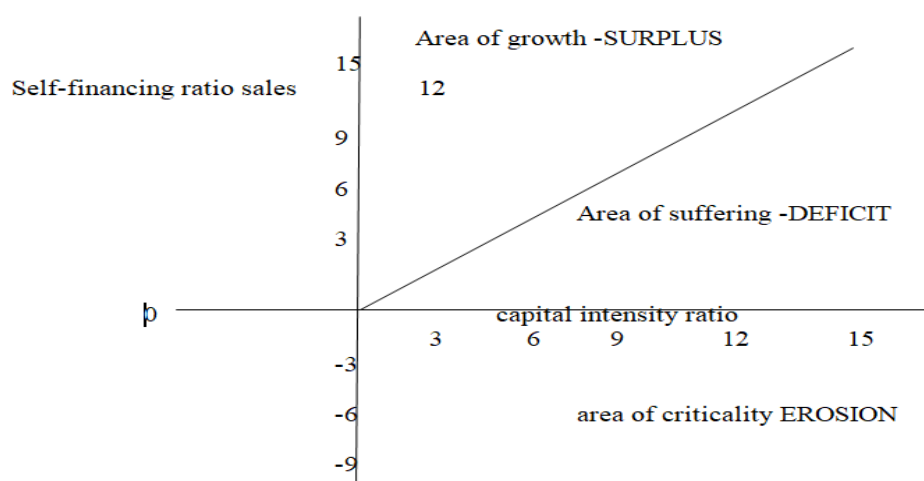 Area of growth -SURPLUS
15
Self-financing ratio sales
12
9
6
Area of suffering -DEFICIT
3
0
capital intensity ratio
3 6 9 12 15
-3
-6
area of criticality EROSION
-9